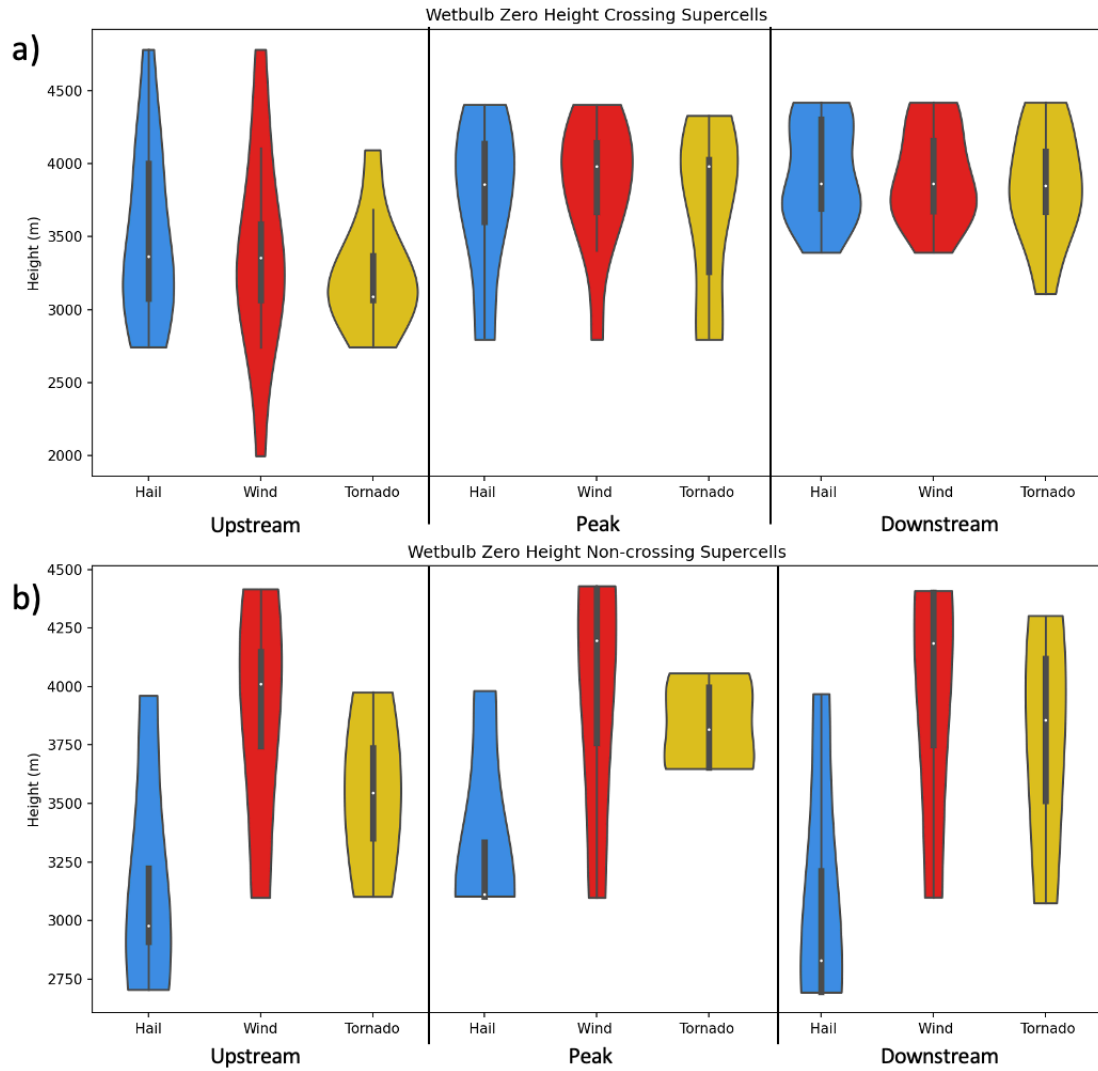 Wetbulb Zero Height Crossing Supercells
a)
4500
4000
3500
3000
2500
2000
Height (m)
Hail Wind Tornado Hail Wind Tornado Hail Wind Tornado
Upstream Peak Downstream
Wetbulb Zero Height Non-crossing Supercells
b)
4500
4250
4000
3750
3500
3250
3000
2750
Height (m)
Hail Wind Tornado Hail Wind Tornado Hail Wind Tornado
Upstream Peak Downstream